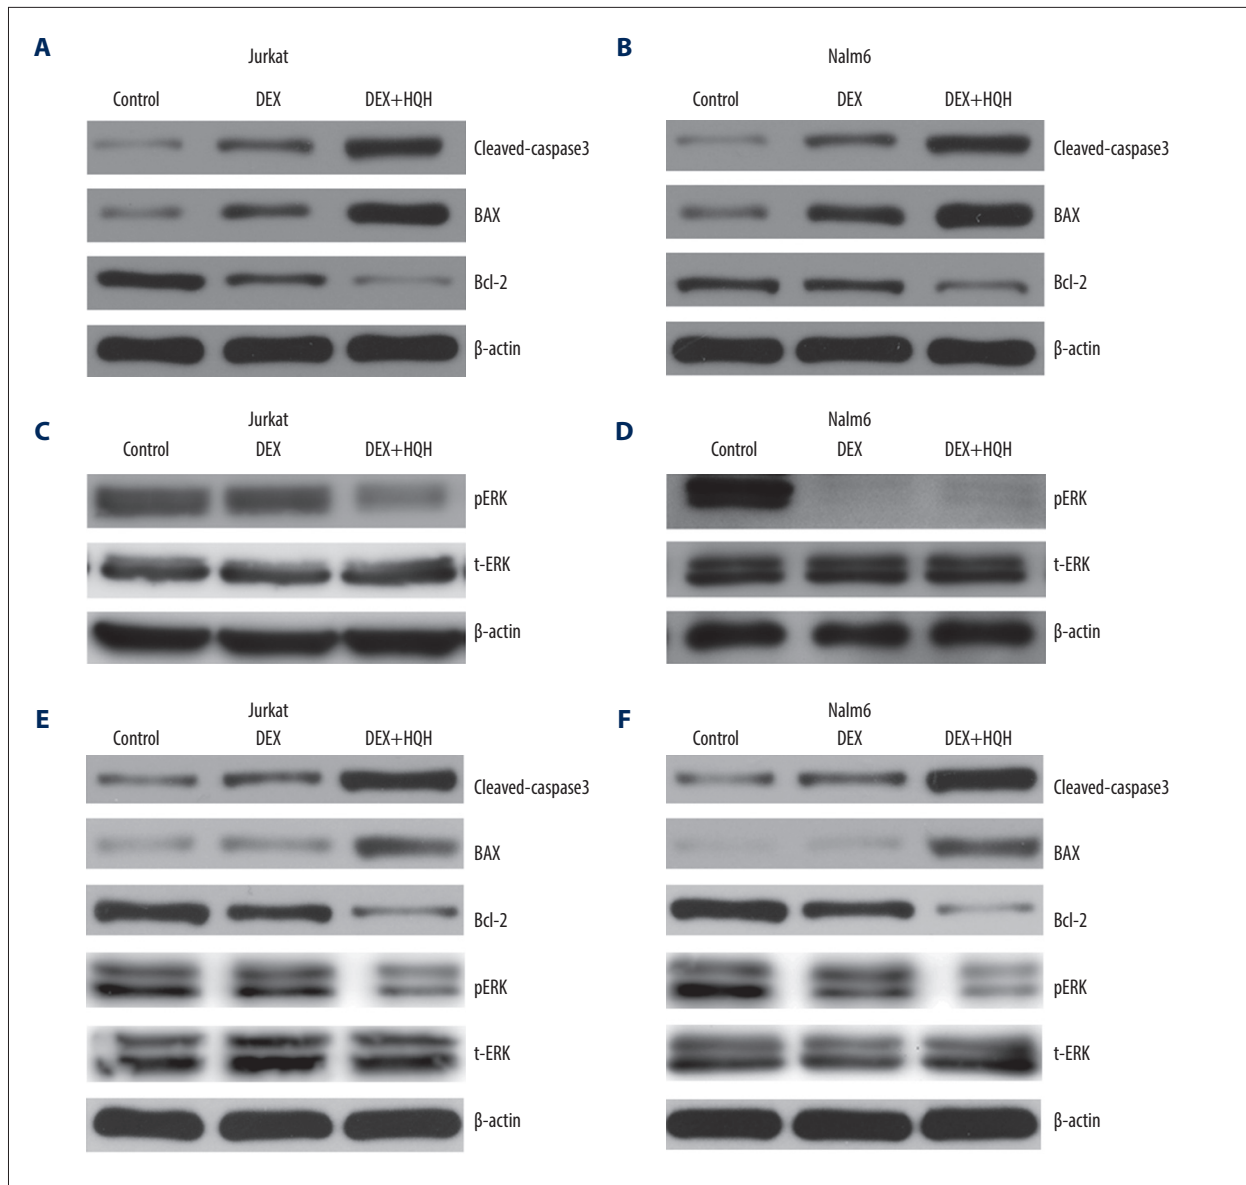 A
Jurkat
Control DEX DEX+HQH
Cleaved-caspase3
BAX
Bcl-2
β-actin
B
Nalm6
Control DEX DEX+HQH
Cleaved-caspase3
BAX
Bcl-2
β-actin
C
Jurkat
Control DEX DEX+HQH
pERK
t-ERK
β-actin
D
Nalm6
Control DEX DEX+HQH
pERK
t-ERK
β-actin
E
Jurkat
Control DEX DEX+HQH
Cleaved-caspase3
BAX
Bcl-2
pERK
t-ERK
β-actin
F
Nalm6
Control DEX DEX+HQH
Cleaved-caspase3
BAX
Bcl-2
pERK
t-ERK
β-actin